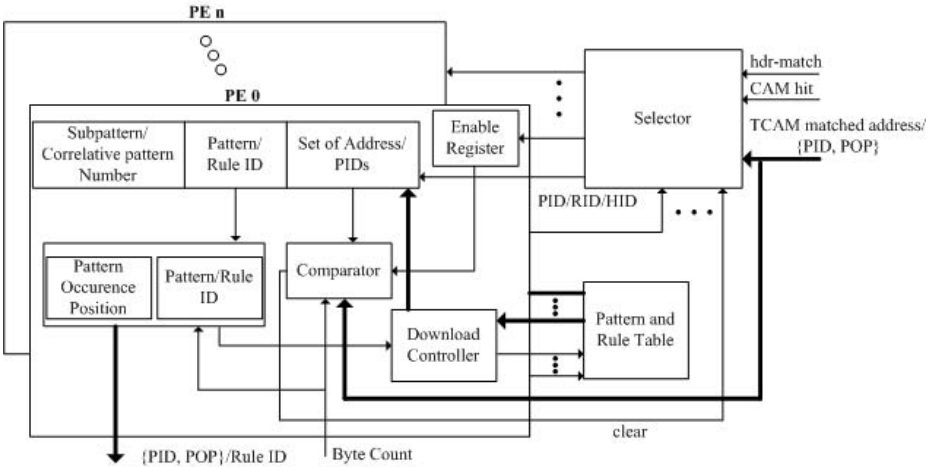 PE n
PE 0
Subpattern/
Correlative pattern
Number
Pattern/
Rule ID
Set of Address/
PIDs
Enable
Register
Selector
hdr-match
CAM hit
TCAM matched address/
{PID, POP}
PID/RID/HID
Pattern
Occurence
Position
Pattern/Rule
ID
Comparator
Download
Controller
Pattern and
Rule Table
clear
{PID, POP}/Rule ID
Byte Count